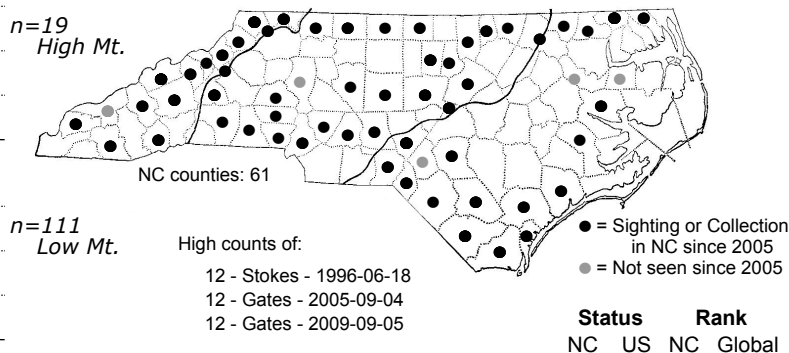 n=19
High Mt.
NC counties: 61
n=111
Low Mt.
High counts of:
12 - Stokes - 1996-06-18
12 - Gates - 2005-09-04
12 - Gates - 2009-09-05
= Sighting or Collection
in NC since 2005
= Not seen since 2005
Status Rank
NC US NC Global